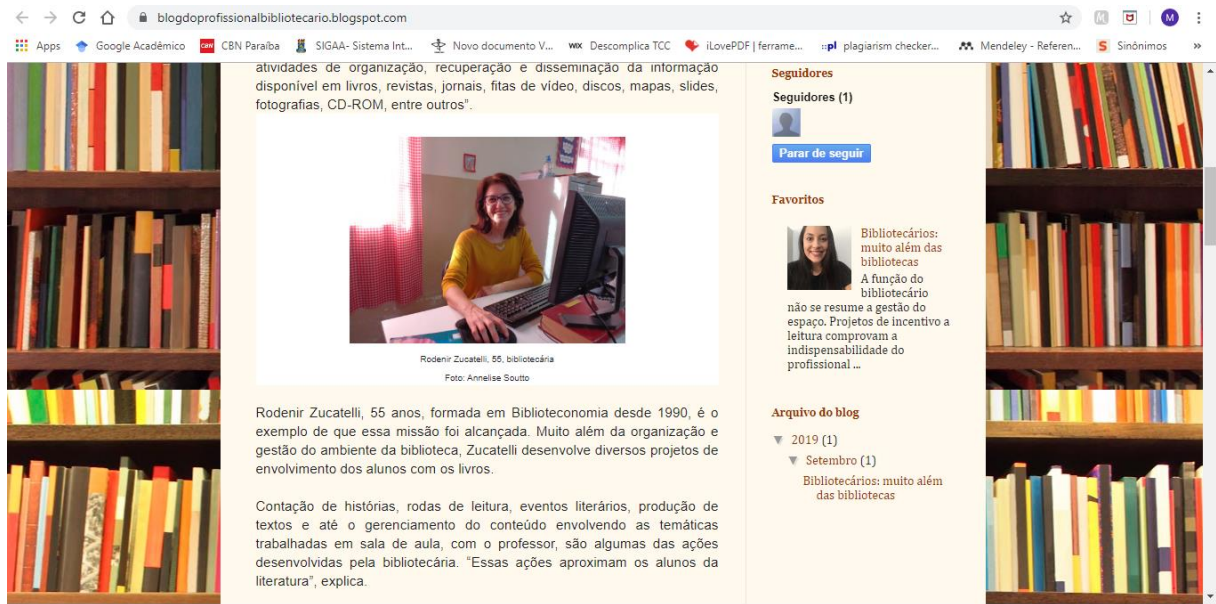 blogdoprofissionalbibliotecario.blogspot.com
M
Apps
Google Acadêmico
CBN
CBN Paraíba
SIGAA- Sistema Int...
Novo documento V...
WIX
Descomplica TCC
iLovePDF | ferrame...
::pl
plagiarism checker...
Mendeley - Referen...
S
Sinônimos
»
atividades de organização, recuperação e disseminação da informação
disponível em livros, revistas, jornais, fitas de vídeo, discos, mapas, slides,
fotografias, CD-ROM, entre outros”.
Rodenir Zucatelli, 55, bibliotecária
Foto: Annelise Soutto
Rodenir Zucatelli, 55 anos, formada em Biblioteconomia desde 1990, é o
exemplo de que essa missão foi alcançada. Muito além da organização e
gestão do ambiente da biblioteca, Zucatelli desenvolve diversos projetos de
envolvimento dos alunos com os livros.
Contação de histórias, rodas de leitura, eventos literários, produção de
textos e até o gerenciamento do conteúdo envolvendo as temáticas
trabalhadas em sala de aula, com o professor, são algumas das ações
desenvolvidas pela bibliotecária. “Essas ações aproximam os alunos da
literatura”, explica.
Seguidores
Seguidores (1)
Parar de seguir
Favoritos
Bibliotecários:
muito além das
bibliotecas
A função do
bibliotecário
não se resume a gestão do
espaço. Projetos de incentivo a
leitura comprovam a
indispensabilidade do
profissional ...
Arquivo do blog
▼ 2019 (1)
▼ Setembro (1)
Bibliotecários: muito além
das bibliotecas